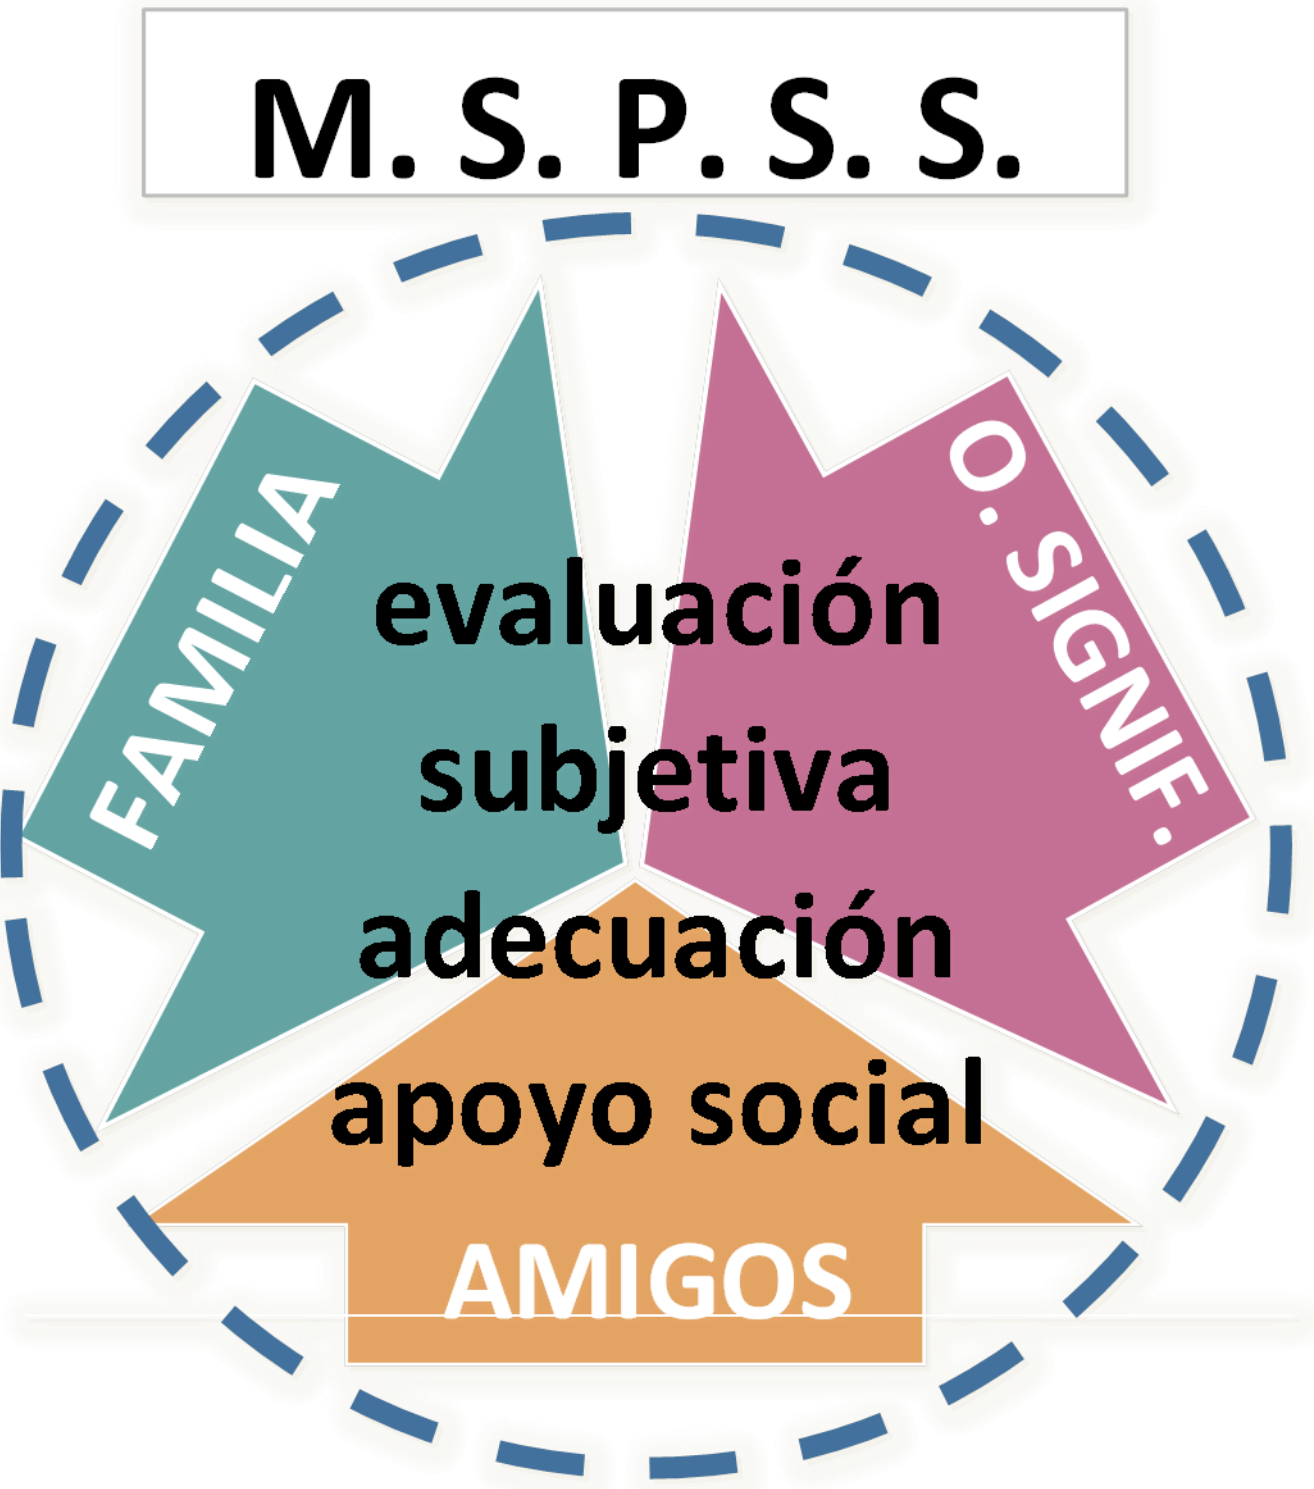 M. S. P. S. S.
FAMILIA
O. SIGNIF.
evaluación
subjetiva
adecuación
apoyo social
AMIGOS